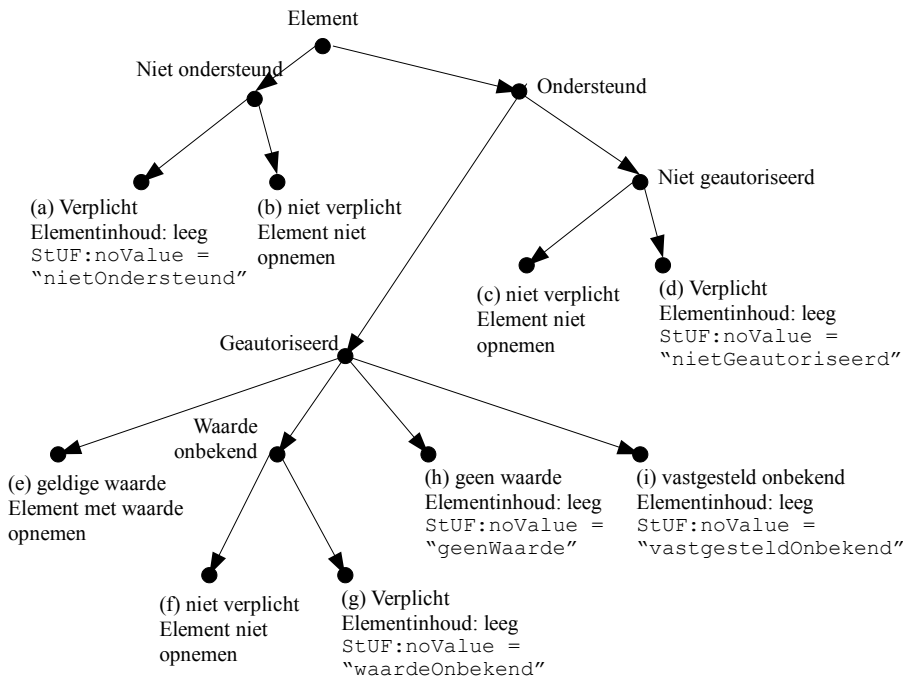 Element
Niet ondersteund
Ondersteund
Niet geautoriseerd
(a) Verplicht
Elementinhoud: leeg
StUF:noValue =
“nietOndersteund”
(b) niet verplicht
Element niet
opnemen
(c) niet verplicht
Element niet
opnemen
(d) Verplicht
Elementinhoud: leeg
StUF:noValue =
“nietGeautoriseerd”
Geautoriseerd
Waarde
onbekend
(e) geldige waarde
Element met waarde
opnemen
(h) geen waarde
Elementinhoud: leeg
StUF:noValue =
“geenWaarde”
(i) vastgesteld onbekend
Elementinhoud: leeg
StUF:noValue =
“vastgesteldOnbekend”
(f) niet verplicht
Element niet
opnemen
(g) Verplicht
Elementinhoud: leeg
StUF:noValue =
“waardeOnbekend”